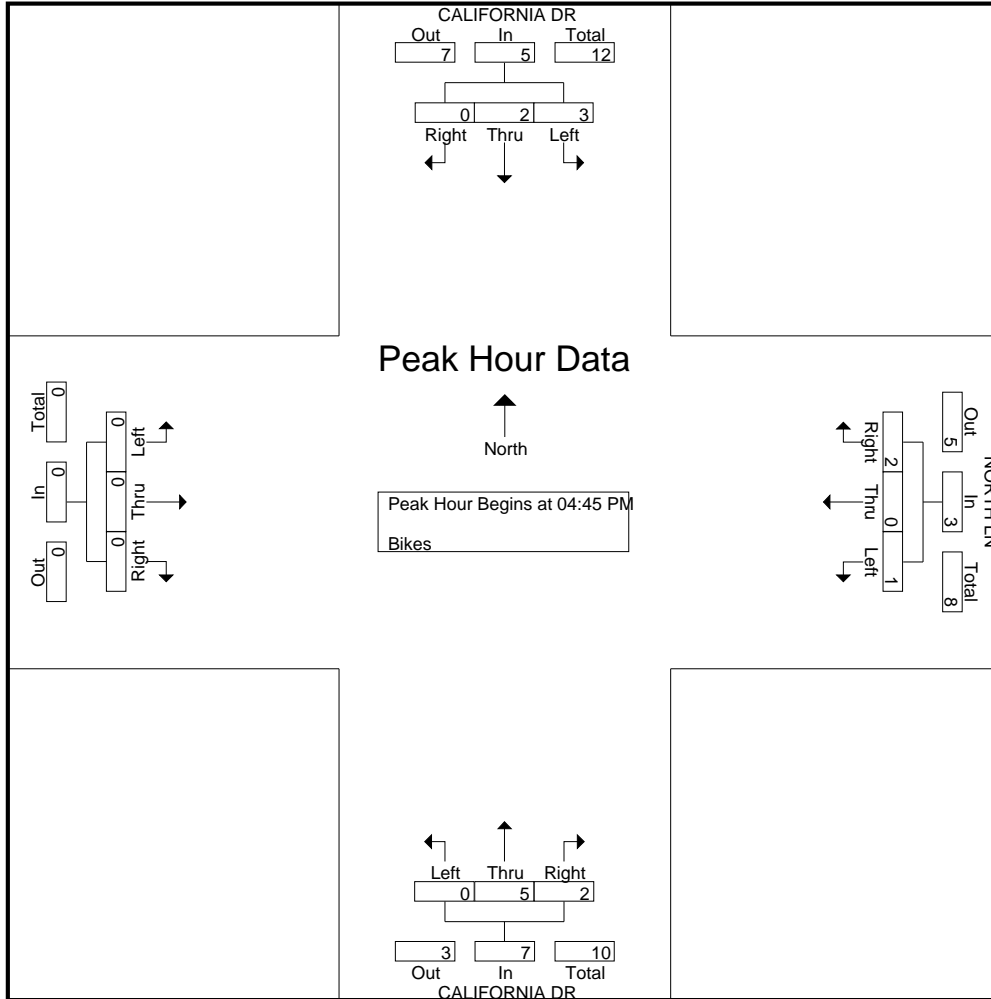 CALIFORNIA DR
Out In Total
7 5 12
0 2 3
Right Thru Left
Peak Hour Data
North
Peak Hour Begins at 04:45 PM
Bikes
Total In Out
0 0 0
0 0 0
Left Thru Right
Right Thru Left
2 0 1
Out In Total
5 3 8
NORTH LN
Left Thru Right
0 5 2
3 7 10
Out In Total
CALIFORNIA DR